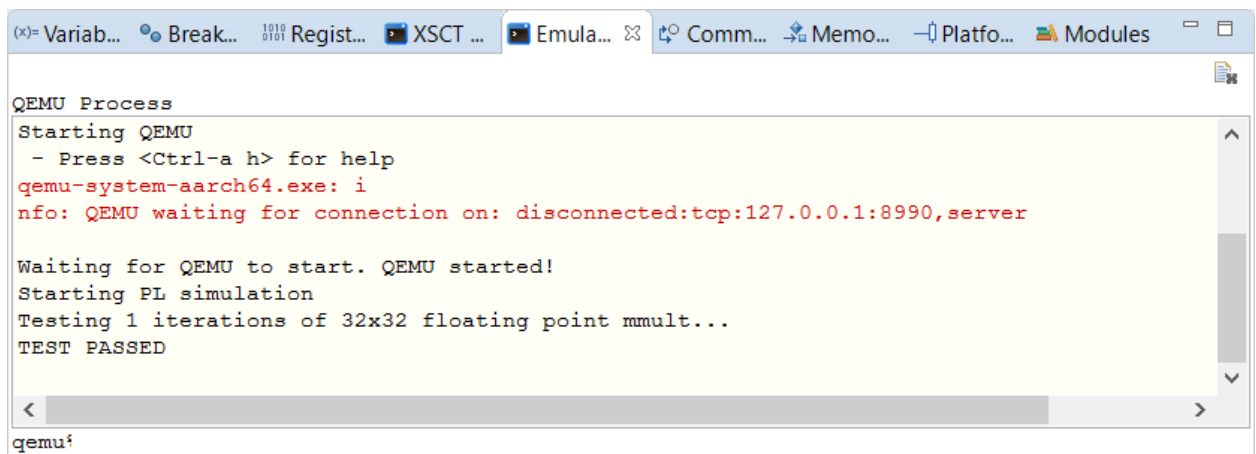 (x)= Variab... Break... Regist... XSCT ... Emula... Comm... Memo... Platfo... Modules
QEMU Process
Starting QEMU
- Press <Ctrl-a h> for help
qemu-system-aarch64.exe: i
nfo: QEMU waiting for connection on: disconnected:tcp:127.0.0.1:8990,server
Waiting for QEMU to start. QEMU started!
Starting PL simulation
Testing 1 iterations of 32x32 floating point mmult...
TEST PASSED